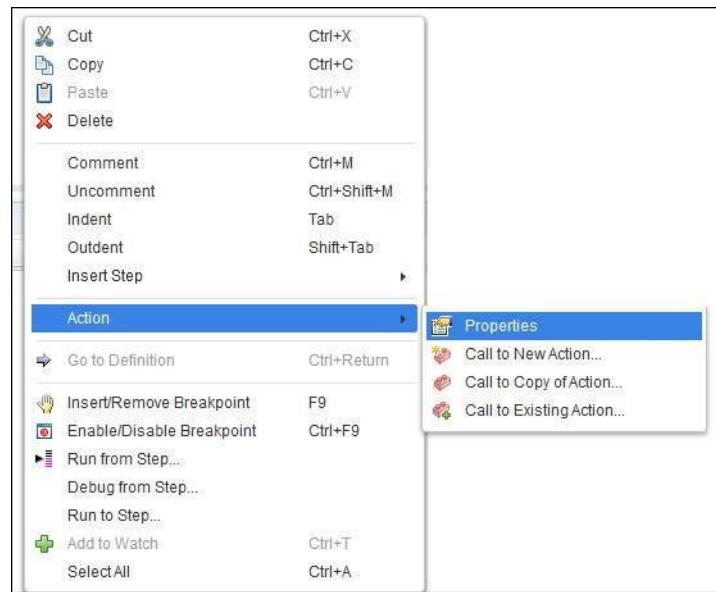 Cut Ctrl+X
Copy Ctrl+C
Paste Ctrl+V
Delete
Comment Ctrl+M
Uncomment Ctrl+Shift+M
Indent Tab
Outdent Shift+Tab
Insert Step
Action
Properties
Call to New Action...
Call to Copy of Action...
Call to Existing Action...
Go to Definition Ctrl+Return
Insert/Remove Breakpoint F9
Enable/Disable Breakpoint Ctrl+F9
Run from Step...
Debug from Step...
Run to Step...
Add to Watch Ctrl+T
Select All Ctrl+A